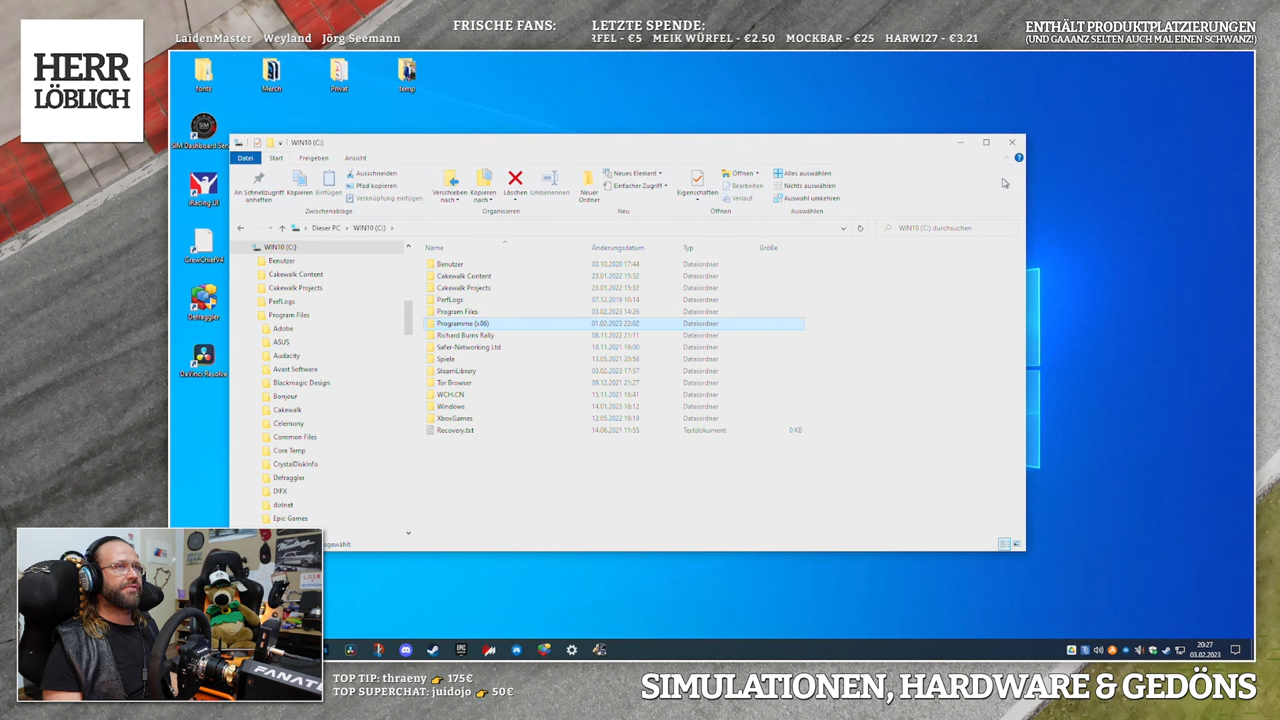 HERR
LÖBLICH
FRISCHE FANS:
LaidenMaster Weyland Jörg Seemann
LETZTE SPENDE:
RFEL - €5 MEIK WÜRFEL - €2.50 MOCKBAR - €25 HARWI27 - €3.21
ENTHÄLT PRODUKTPLATZIERUNGEN
(UND GAAANZ SELTEN AUCH MAL EINEN SCHWANZ!)
fonts
Merch
Privat
temp
SIM Dashboard Serv
iRacing UI
CrewChiefV4
Defraggler
DaVinci Resolve
WIN10 (C:)
Datei Start Freigeben Ansicht
An Schnellzugriff anheften
Kopieren
Einfügen
Ausschneiden
Pfad kopieren
Verknüpfung einfügen
Zwischenablage
Verschieben nach
Kopieren nach
Löschen
Umbenennen
Organisieren
Neuer Ordner
Neues Element
Einfacher Zugriff
Neu
Eigenschaften
Öffnen
Bearbeiten
Verlauf
Öffnen
Alles auswählen
Nichts auswählen
Auswahl umkehren
Auswählen
Dieser PC > WIN10 (C:) >
WIN10 (C:) durchsuchen
WIN10 (C:)
Benutzer
Cakewalk Content
Cakewalk Projects
PerfLogs
Program Files
Adobe
ASUS
Audacity
Avast Software
Blackmagic Design
Bonjour
Cakewalk
Celemony
Common Files
Core Temp
CrystalDiskInfo
Defraggler
DIFX
dotnet
Epic Games
Name Änderungsdatum Typ Größe
Benutzer 03.10.2020 17:44 Dateiordner
Cakewalk Content 23.01.2022 15:32 Dateiordner
Cakewalk Projects 23.01.2022 15:32 Dateiordner
PerfLogs 07.12.2019 10:14 Dateiordner
Program Files 03.02.2023 14:26 Dateiordner
Programme (x86) 01.02.2023 22:02 Dateiordner
Richard Burns Rally 08.11.2022 21:11 Dateiordner
Safer-Networking Ltd 18.11.2021 19:00 Dateiordner
Spiele 13.05.2021 20:58 Dateiordner
SteamLibrary 03.02.2023 17:57 Dateiordner
Tor Browser 09.12.2021 21:27 Dateiordner
WCH.CN 15.11.2021 16:41 Dateiordner
Windows 14.01.2023 16:12 Dateiordner
XboxGames 12.05.2022 19:19 Dateiordner
Recovery.txt 14.06.2021 11:55 Textdokument 0 KB
sgewählt
20:27
03.02.2023
FANATEC
TOP TIP: thraeny 👉 175€
TOP SUPERCHAT: juidojo 👉 50€
SIMULATIONEN, HARDWARE & GEDÖNS